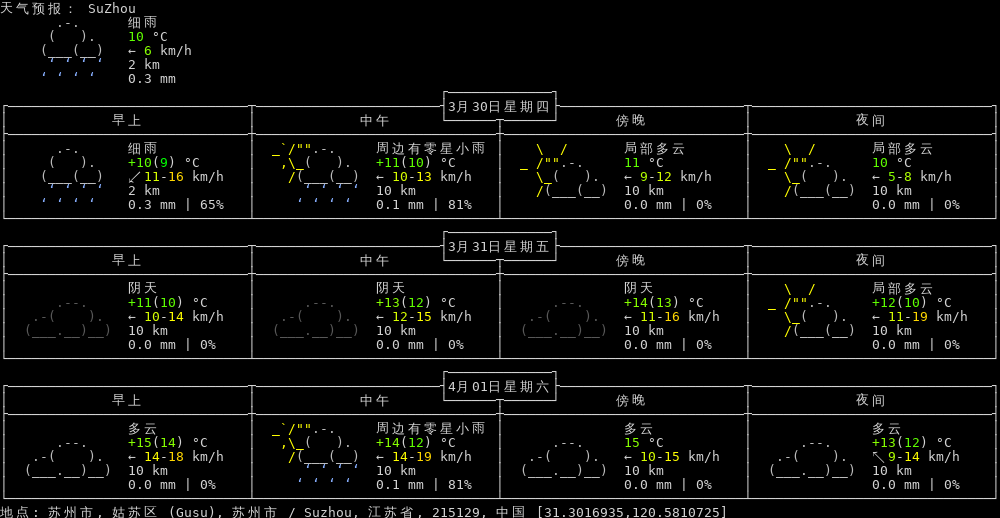 天气预报: SuZhou
细雨
10 °C
← 6 km/h
2 km
0.3 mm
3月30日星期四
早上 中午 傍晚 夜间
细雨 周边有零星小雨 局部多云 局部多云
+10(9) °C +11(10) °C 11 °C 10 °C
↙ 11-16 km/h ← 10-13 km/h ← 9-12 km/h ← 5-8 km/h
2 km 10 km 10 km 10 km
0.3 mm | 65% 0.1 mm | 81% 0.0 mm | 0% 0.0 mm | 0%
3月31日星期五
早上 中午 傍晚 夜间
阴天 阴天 阴天 局部多云
+11(10) °C +13(12) °C +14(13) °C +12(10) °C
← 10-14 km/h ← 12-15 km/h ← 11-16 km/h ← 11-19 km/h
10 km 10 km 10 km 10 km
0.0 mm | 0% 0.0 mm | 0% 0.0 mm | 0% 0.0 mm | 0%
4月01日星期六
早上 中午 傍晚 夜间
多云 周边有零星小雨 多云 多云
+15(14) °C +14(12) °C 15 °C +13(12) °C
← 14-18 km/h ← 14-19 km/h ← 10-15 km/h ↖ 9-14 km/h
10 km 10 km 10 km 10 km
0.0 mm | 0% 0.1 mm | 81% 0.0 mm | 0% 0.0 mm | 0%
地点: 苏州市, 姑苏区 (Gusu), 苏州市 / Suzhou, 江苏省, 215129, 中国 [31.3016935,120.5810725]